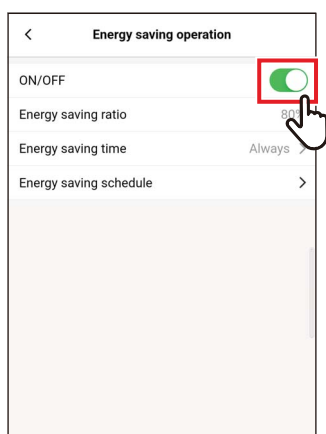 Energy saving operation
ON/OFF
Energy saving ratio 80%
Energy saving time Always
Energy saving schedule